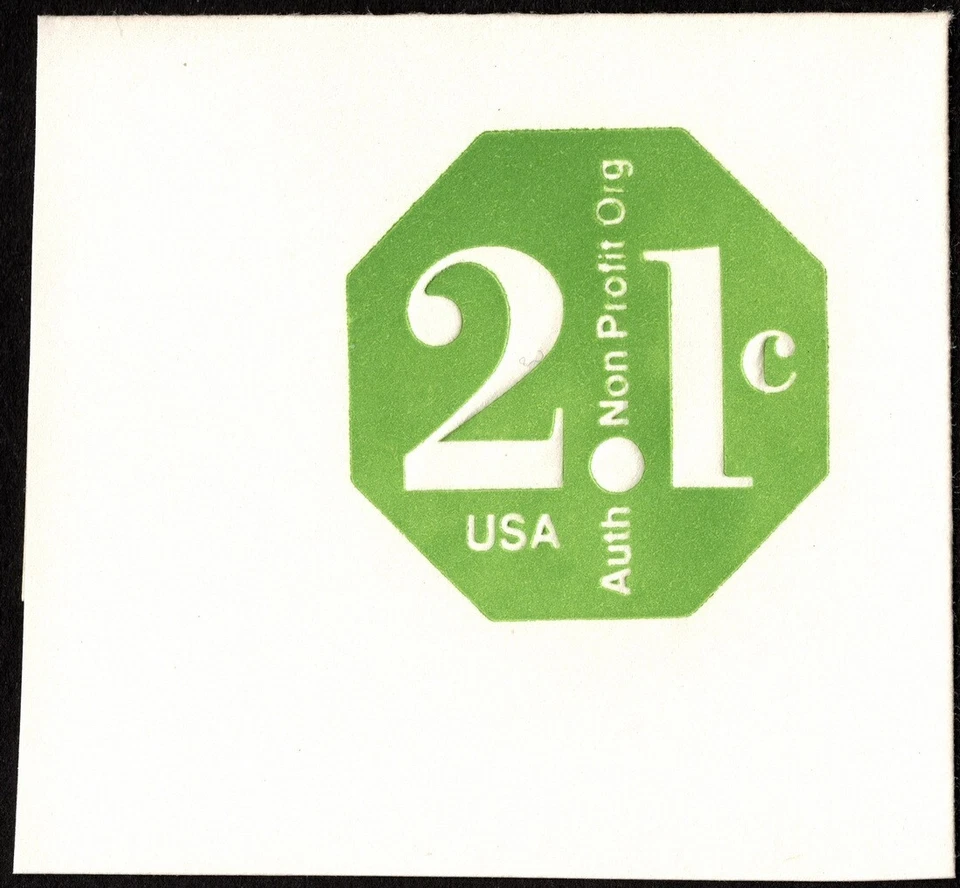 2.1c
USA
Auth Non Profit Org